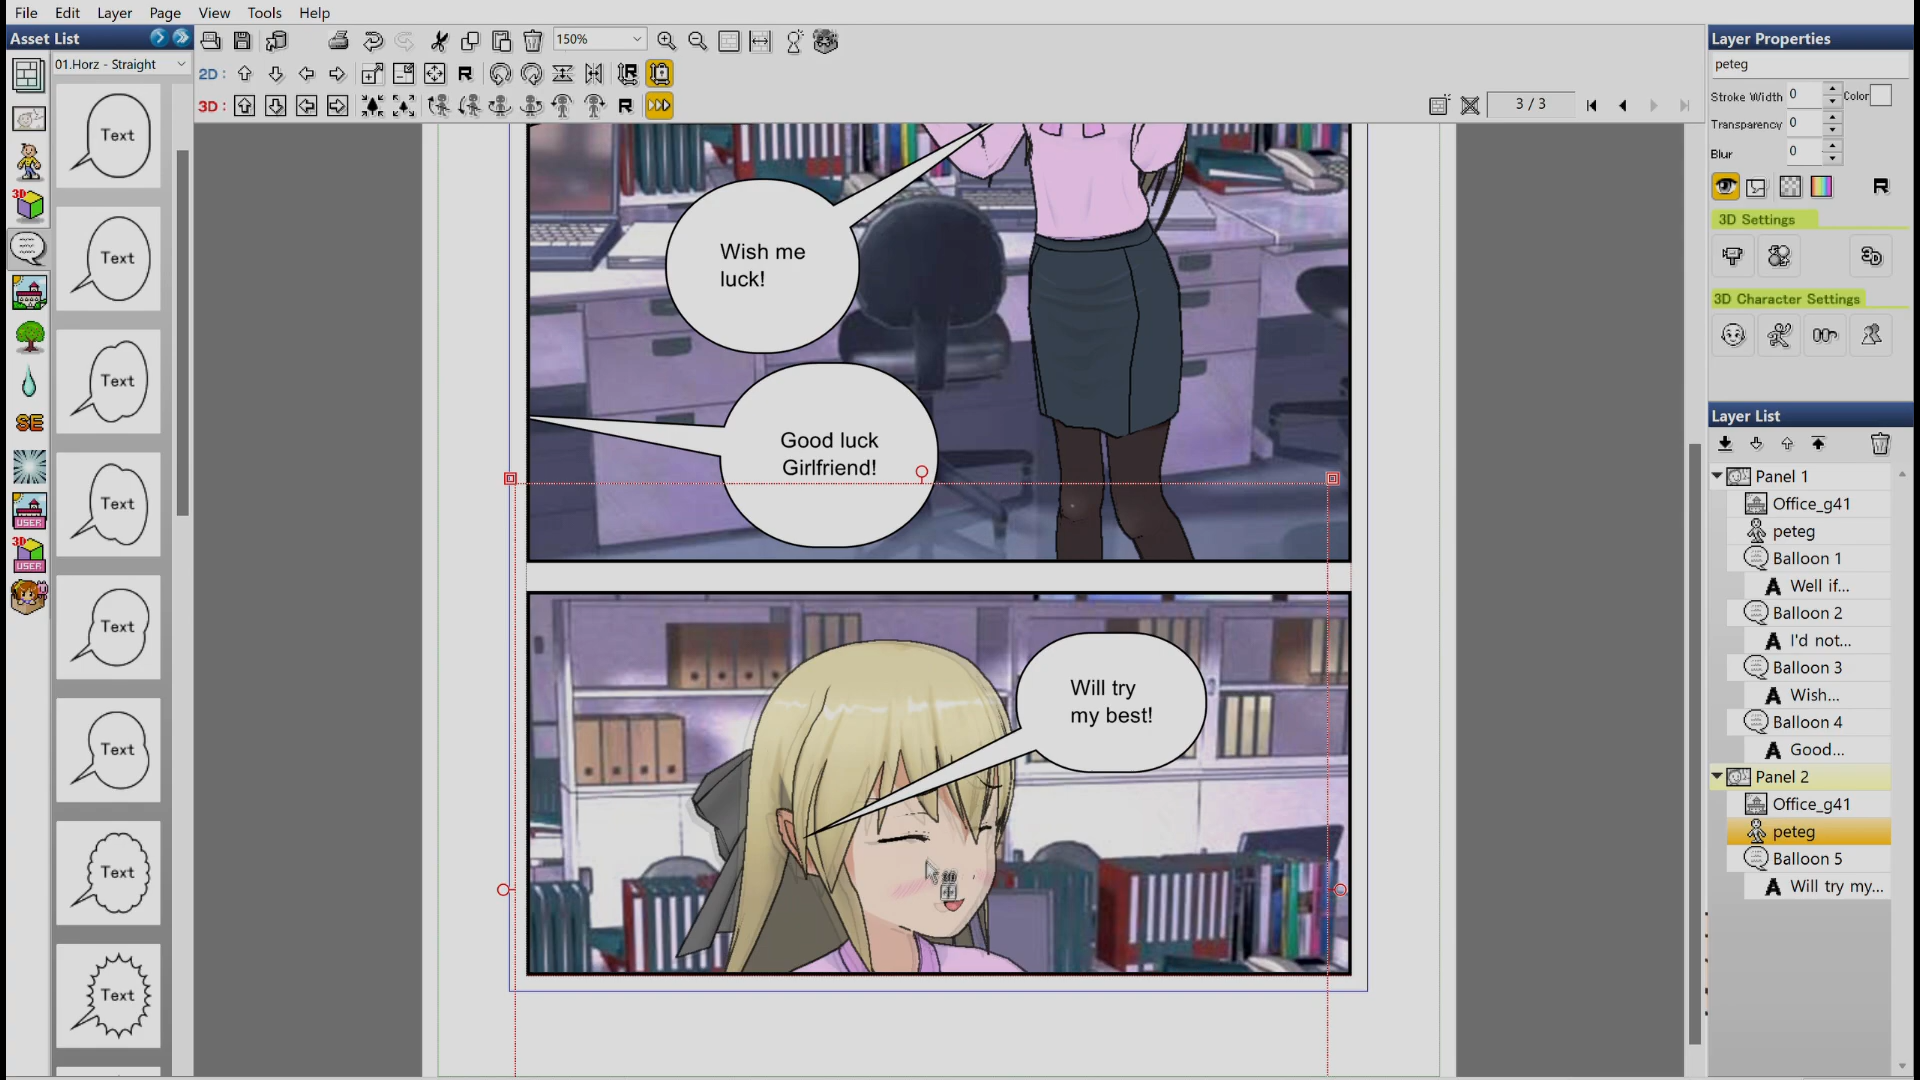 File Edit Layer Page View Tools Help
Asset List
01.Horz - Straight
150%
2D :
3D :
3 / 3
3D
SE
USER
3D
USER
Text
Text
Text
Text
Text
Text
Text
Text
Wish me
luck!
Good luck
Girlfriend!
Will try
my best!
Layer Properties
peteg
Stroke Width 0 Color
Transparency 0
Blur 0
3D Settings
3D Character Settings
Layer List
Panel 1
Office_g41
peteg
Balloon 1
Well if...
Balloon 2
I'd not...
Balloon 3
Wish...
Balloon 4
Good...
Panel 2
Office_g41
peteg
Balloon 5
Will try my...